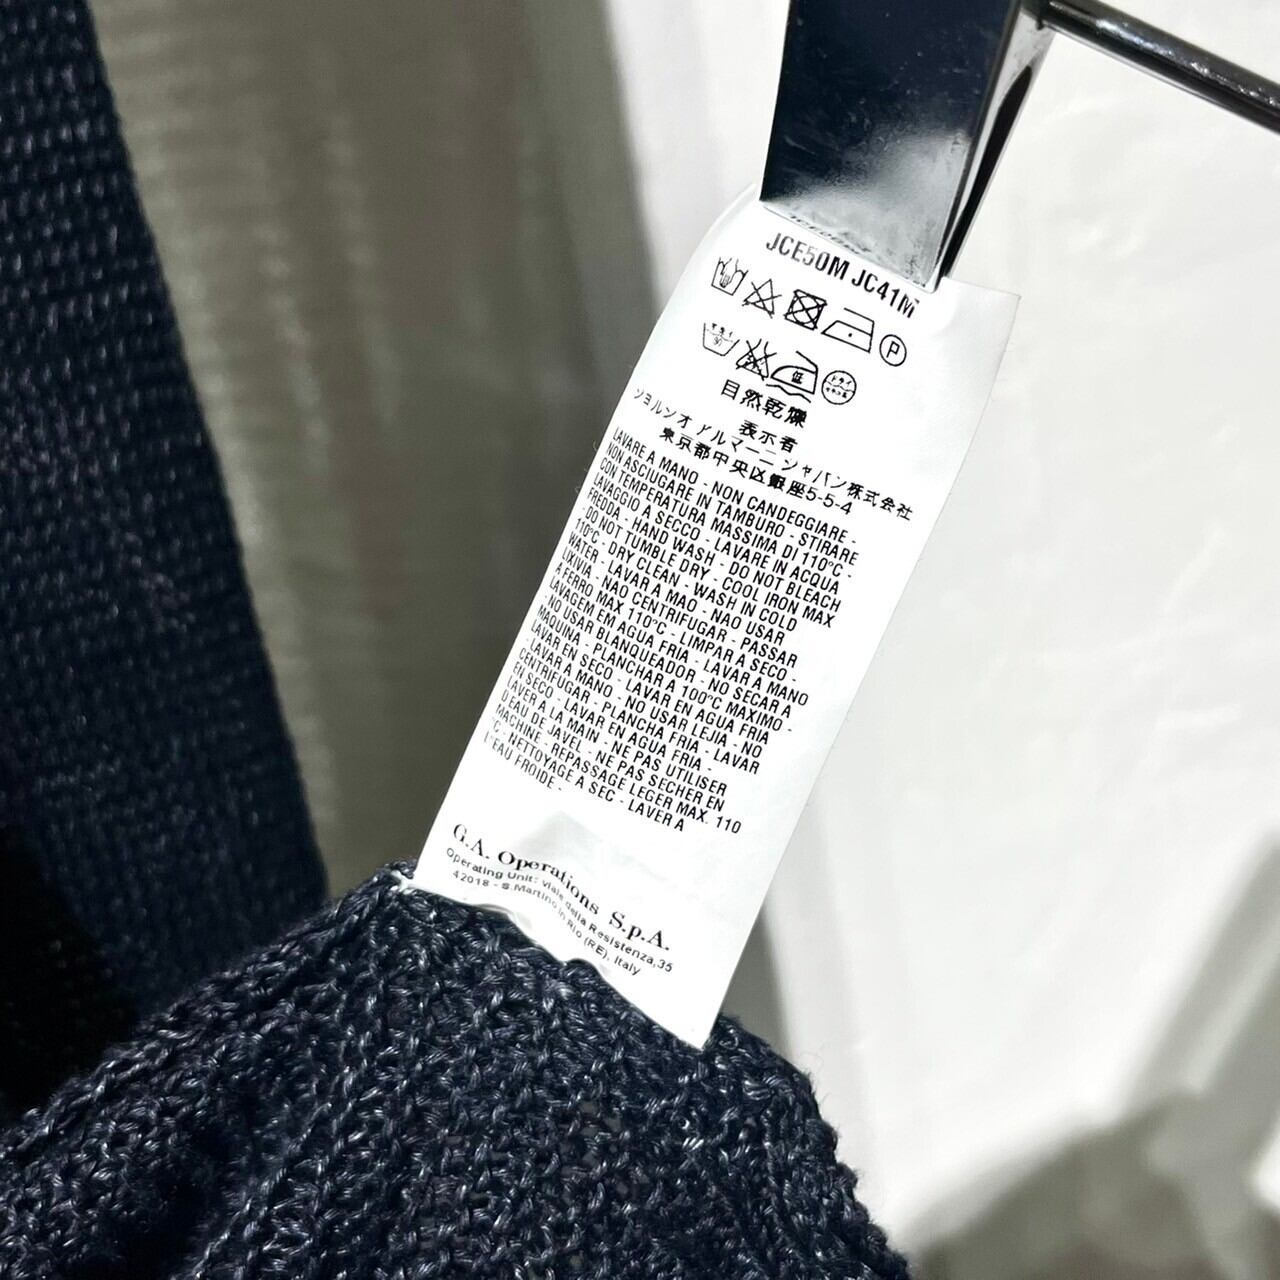 JCE50M JC41M
P
ドライ
低
ドライ
自然乾燥
表示者
ジョルジオ アルマーニ ジャパン株式会社
東京都中央区銀座5-5-4
LAVARE A MANO - NON CANDEGGIARE -
NON ASCIUGARE IN TAMBURO - STIRARE
CON TEMPERATURA MASSIMA DI 110°C -
LAVAGGIO A SECCO - LAVARE IN ACQUA
FREDDA - HAND WASH - DO NOT BLEACH
- DO NOT TUMBLE DRY - COOL IRON MAX
110°C - DRY CLEAN - WASH IN COLD
WATER - LAVAR A MAO - NAO USAR
LIXIVIA - NAO CENTRIFUGAR - PASSAR
A FERRO MAX 110°C - LIMPAR A SECO -
LAVAGEM EM AGUA FRIA - LAVAR A MANO
- NO USAR BLANQUEADOR - NO SECAR A
MAQUINA - PLANCHAR A 100°C MAXIMO -
LAVAR EN SECO - LAVAR EN AGUA FRIA
- LAVAR A MANO - NO USAR LEJIA - NO
CENTRIFUGAR - PLANCHA FRIA - LAVAR
EN SECO - LAVAR EN AGUA FRIA -
LAVER A LA MAIN - NE PAS UTILISER
D'EAU DE JAVEL - NE PAS SECHER EN
MACHINE - REPASSAGE LEGER MAX. 110
°C - NETTOYAGE A SEC - LAVER A
L'EAU FROIDE -
G.A. Operations S.p.A.
Operating Unit: viale della Resistenza,35
42018 - S.Martino in Rio (RE), Italy